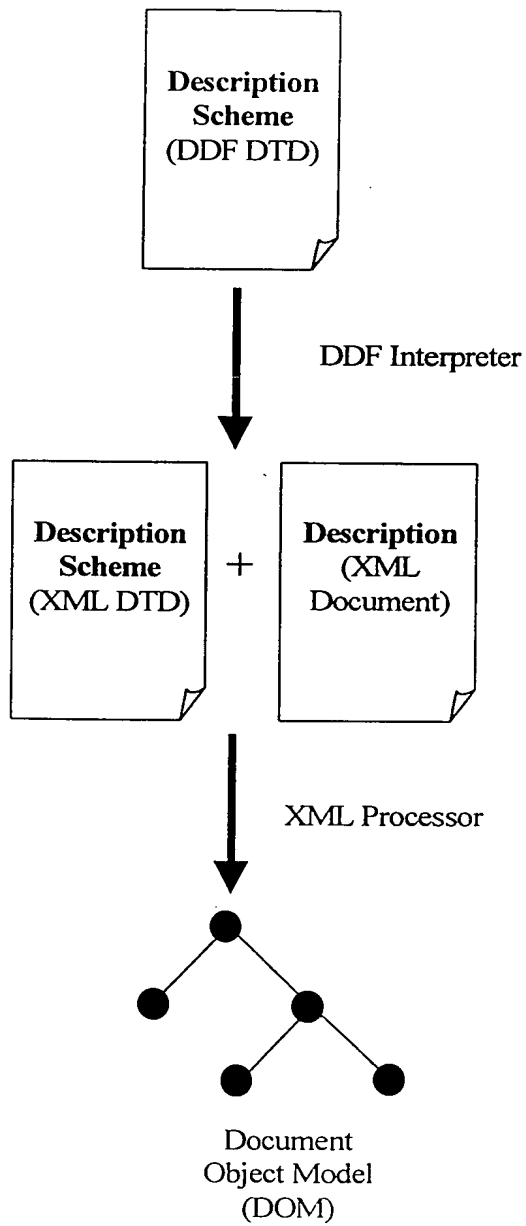 Description
Scheme
(DDF DTD)
DDF Interpreter
Description
Scheme
(XML DTD)
+
Description
(XML
Document)
XML Processor
Document
Object Model
(DOM)